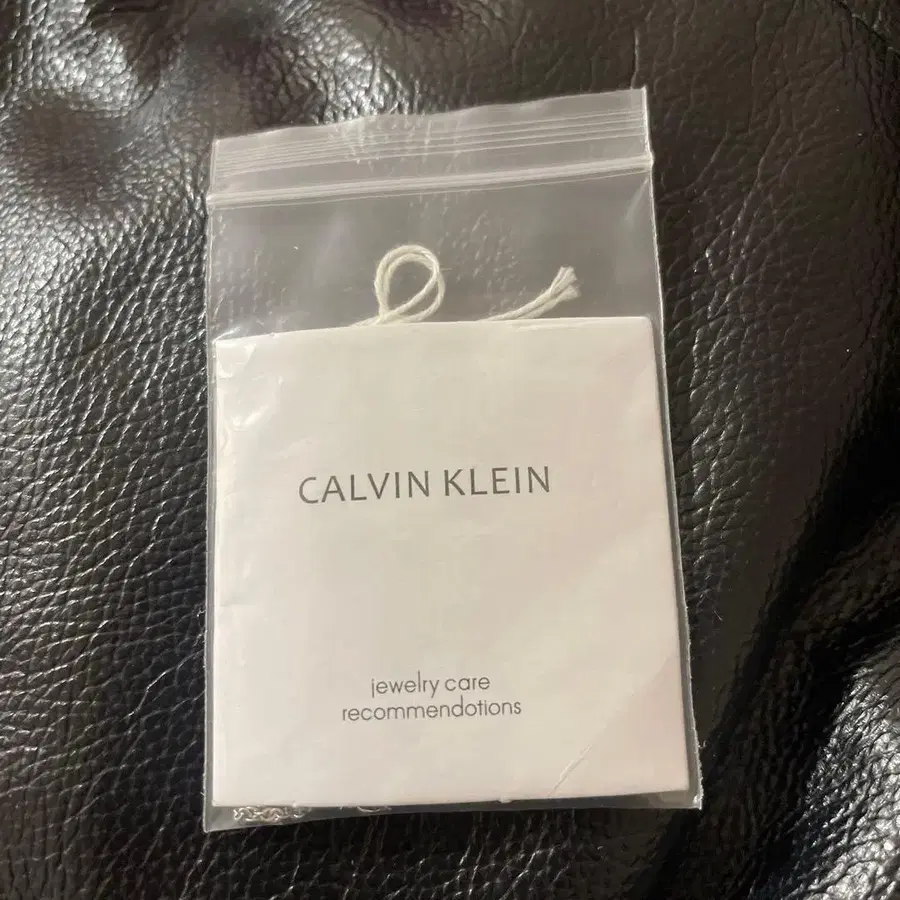 CALVIN KLEIN
jewelry care
recommendotions